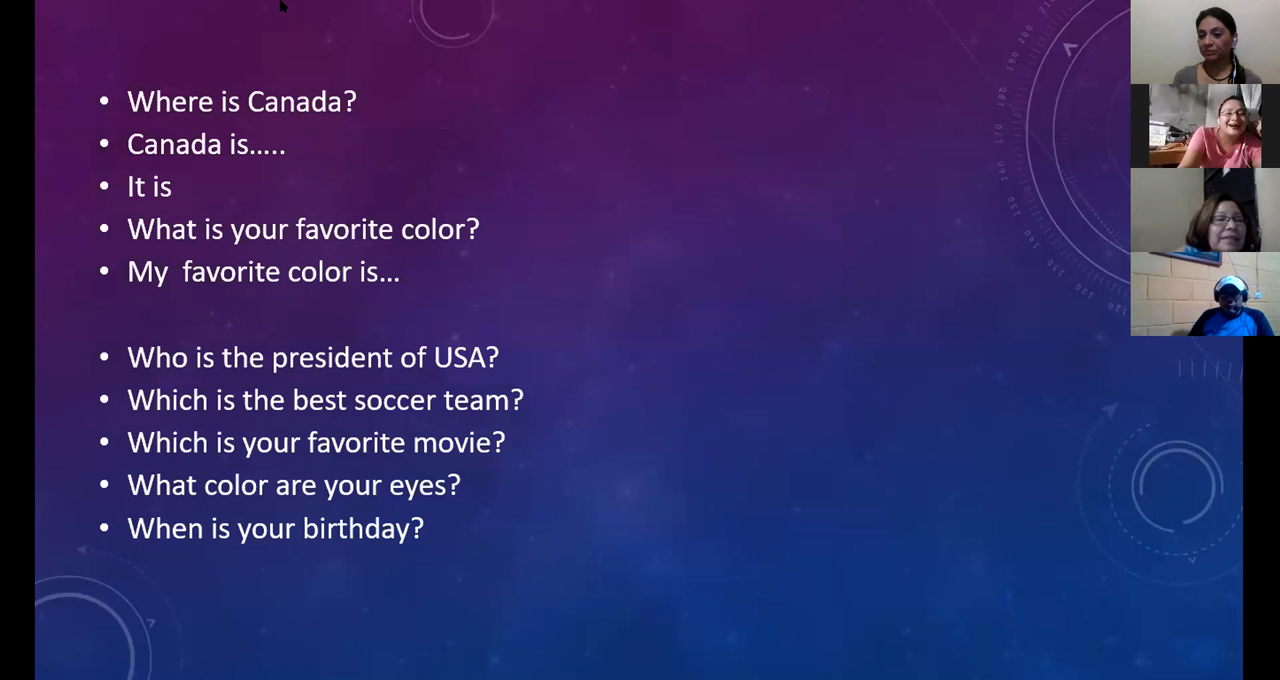 Where is Canada?
Canada is.....
It is
What is your favorite color?
My  favorite color is...
Who is the president of USA?
Which is the best soccer team?
Which is your favorite movie?
What color are your eyes?
When is your birthday?